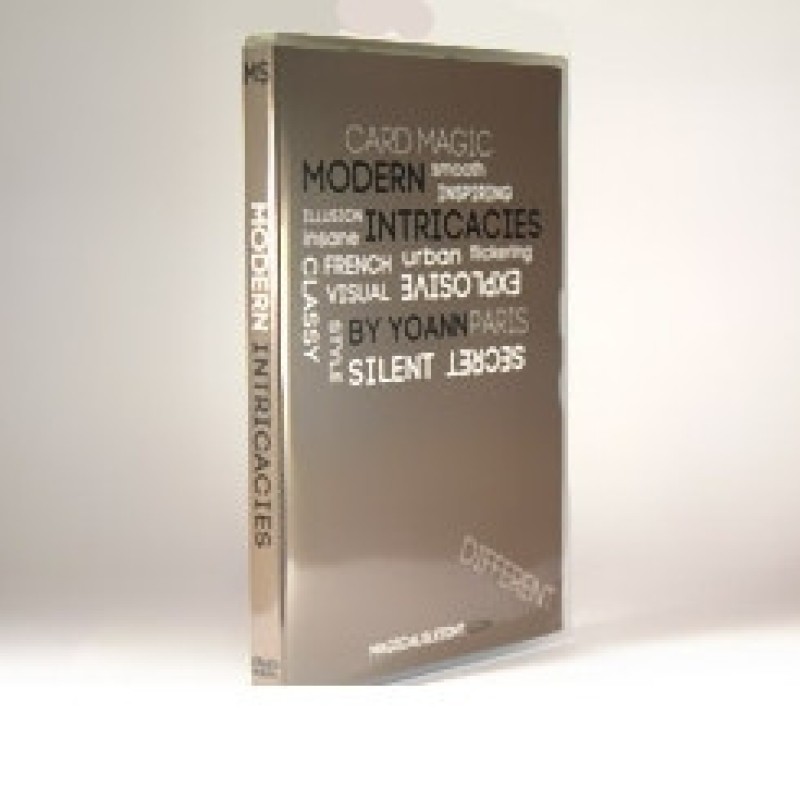 MS
MODERN INTRICACIES
CARD MAGIC
MODERN smooth
INSPIRING
ILLUSION INTRICACIES
insane
CLASSY FRENCH urban flickering
VISUAL EXPLOSIVE
STYLE BY YOANN PARIS
SILENT SECRET
DIFFERENT